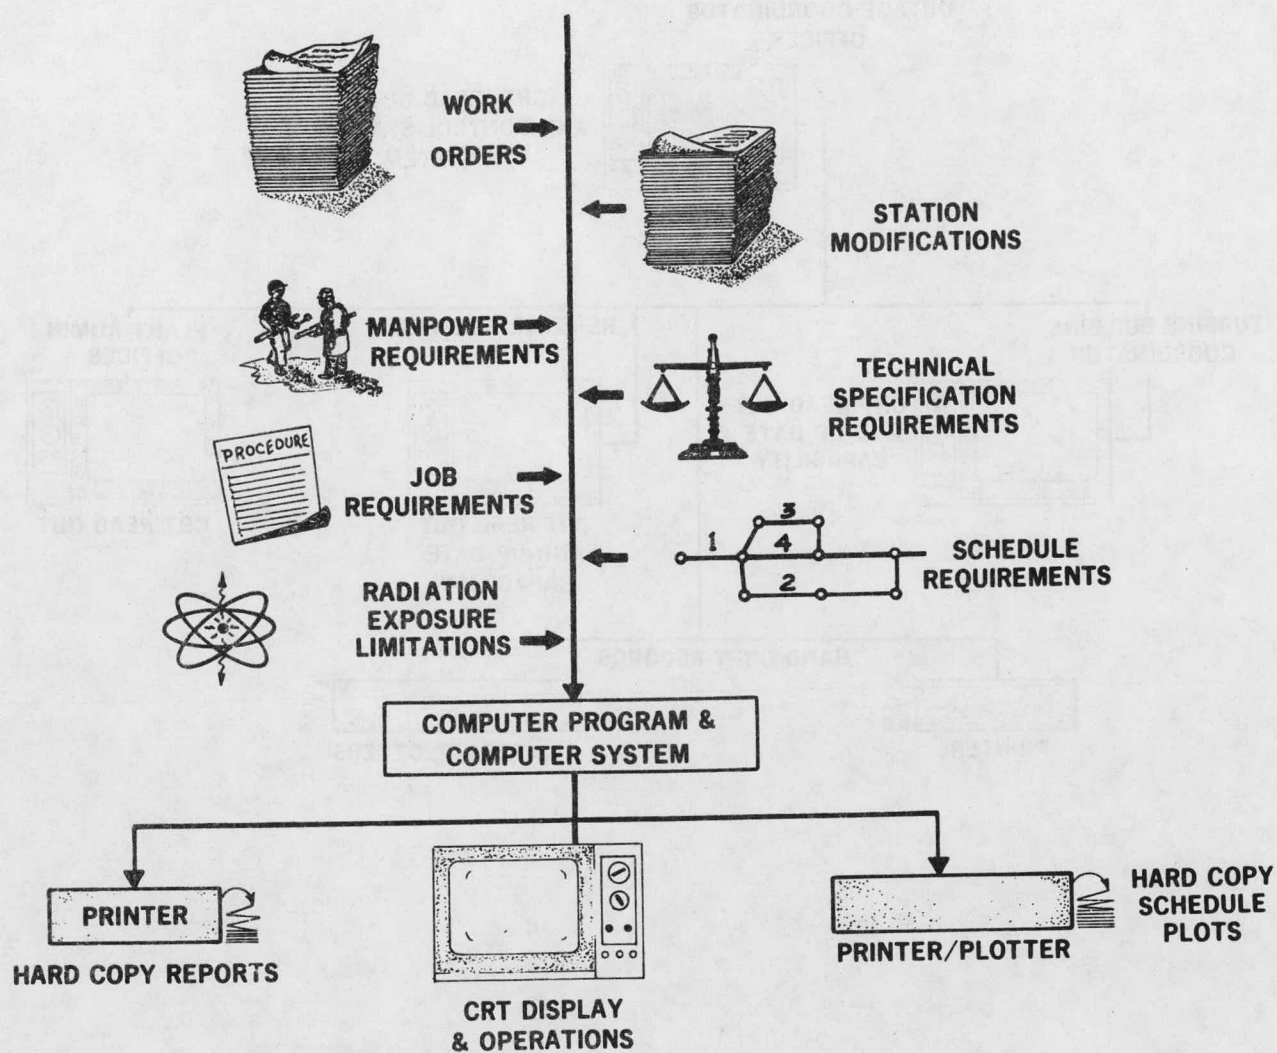 WORK
ORDERS
STATION
MODIFICATIONS
MANPOWER
REQUIREMENTS
TECHNICAL
SPECIFICATION
REQUIREMENTS
PROCEDURE
JOB
REQUIREMENTS
1
3
4
2
SCHEDULE
REQUIREMENTS
RADIATION
EXPOSURE
LIMITATIONS
COMPUTER PROGRAM &
COMPUTER SYSTEM
PRINTER
HARD COPY REPORTS
CRT DISPLAY
& OPERATIONS
PRINTER/PLOTTER
HARD COPY
SCHEDULE
PLOTS